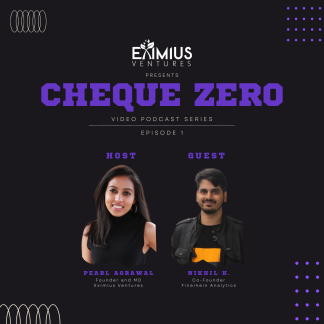 EXIMIUS
VENTURES
PRESENTS
CHEQUE ZERO
VIDEO PODCAST SERIES
EPISODE 1
HOST
GUEST
PEARL AGRAWAL
Founder and MD
Eximius Ventures
NIKHIL K.
Co-Founder
Finarkein Analytics